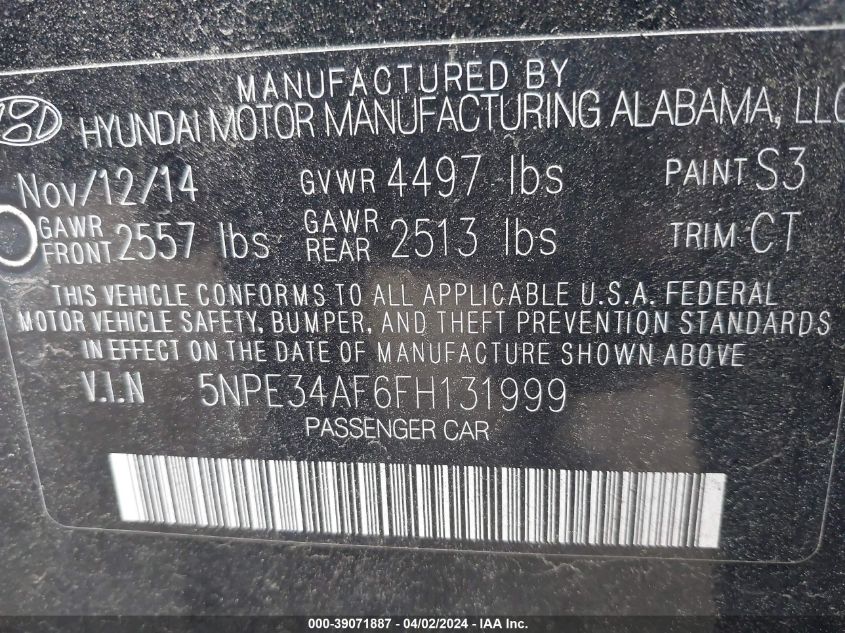 MANUFACTURED BY
HYUNDAI MOTOR MANUFACTURING ALABAMA, LLC
Nov/12/14 GVWR 4497 lbs PAINT S3
GAWR FRONT 2557 lbs GAWR REAR 2513 lbs TRIM CT
THIS VEHICLE CONFORMS TO ALL APPLICABLE U.S.A. FEDERAL
MOTOR VEHICLE SAFETY, BUMPER, AND THEFT PREVENTION STANDARDS
IN EFFECT ON THE DATE OF MANUFACTURE SHOWN ABOVE
V.I.N 5NPE34AF6FH131999
PASSENGER CAR
000-39071887 - 04/02/2024 - IAA Inc.